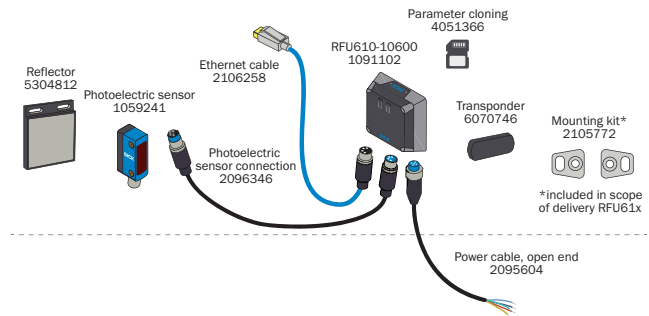 Parameter cloning
4051366
RFU610-10600
1091102
Ethernet cable
2106258
Reflector
5304812
Photoelectric sensor
1059241
Transponder
6070746
Mounting kit*
2105772
Photoelectric
sensor connection
2096346
*included in scope
of delivery RFU61x
Power cable, open end
2095604
SICK